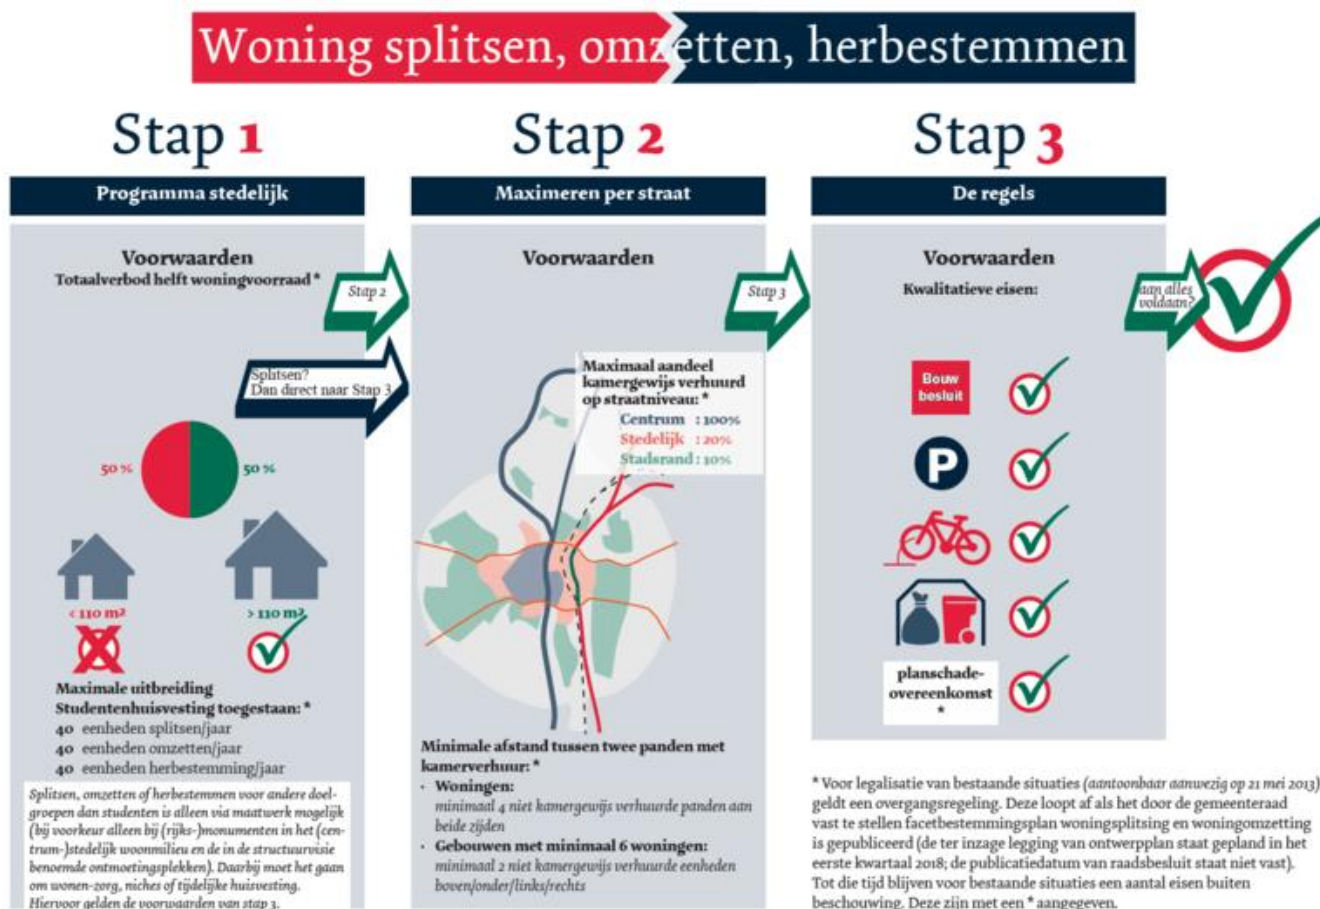 Woning splitsen, omzetten, herbestemmen
Stap 1
Programma stedelijk
Voorwaarden
Totaalverbod helft woningvoorraad *
Stap 2
Splitsen?
Dan direct naar Stap 3
50 %
50 %
< 110 m2
> 110 m2
Maximale uitbreiding
Studentenhuisvesting toegestaan: *
40 eenheden splitsen/jaar
40 eenheden omzetten/jaar
40 eenheden herbestemming/jaar
Splitsen, omzetten of herbestemmen voor andere doel-
groepen dan studenten is alleen via maatwerk mogelijk
(bij voorkeur alleen bij (rijks-)monumenten in het (cen-
trum-)stedelijk woonmilieu en de in de structuurvisie
benoemde ontmoetingsplekken). Daarbij moet het gaan
om wonen-zorg, niches of tijdelijke huisvesting.
Hiervoor gelden de voorwaarden van stap 3.
Stap 2
Maximeren per straat
Voorwaarden
Stap 3
Maximaal aandeel
kamergewijs verhuurd
op straatniveau: *
Centrum : 100%
Stedelijk : 20%
Stadsrand : 10%
Minimale afstand tussen twee panden met
kamerverhuur: *
· Woningen:
minimaal 4 niet kamergewijs verhuurde panden aan
beide zijden
· Gebouwen met minimaal 6 woningen:
minimaal 2 niet kamergewijs verhuurde eenheden
boven/onder/links/rechts
Stap 3
De regels
Voorwaarden
Kwalitatieve eisen:
aan alles
voldaan?
Bouw
besluit
P
planschade-
overeenkomst
*
* Voor legalisatie van bestaande situaties (aantoonbaar aanwezig op 21 mei 2013)
geldt een overgangsregeling. Deze loopt af als het door de gemeenteraad
vast te stellen facetbestemmingsplan woningsplitsing en woningomzetting
is gepubliceerd (de ter inzage legging van ontwerpplan staat gepland in het
eerste kwartaal 2018; de publicatiedatum van raadsbesluit staat niet vast).
Tot die tijd blijven voor bestaande situaties een aantal eisen buiten
beschouwing. Deze zijn met een * aangegeven.